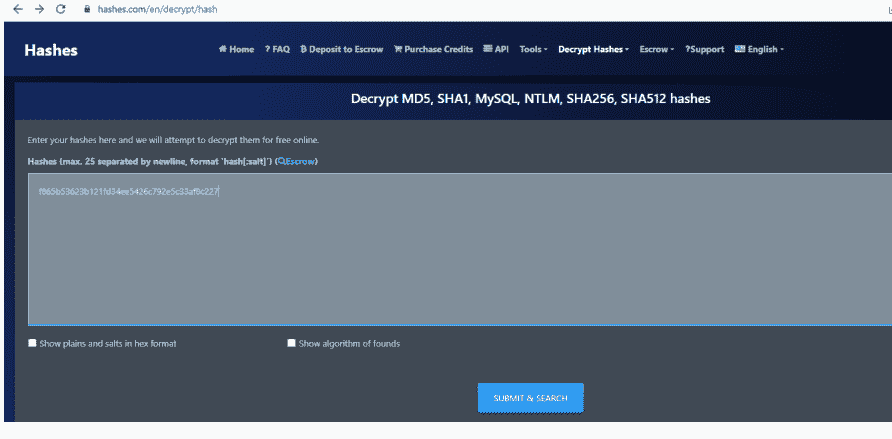 hashes.com/en/decrypt/hash
Hashes Home ? FAQ Deposit to Escrow Purchase Credits API Tools Decrypt Hashes Escrow ?Support English
Decrypt MD5, SHA1, MySQL, NTLM, SHA256, SHA512 hashes
Enter your hashes here and we will attempt to decrypt them for free online.
Hashes (max. 25 separated by newline, format 'hash[:salt]') (Escrow)
f865b53623b121fd34ee5426c792e5c33af8c227
Show plains and salts in hex format Show algorithm of founds
SUBMIT & SEARCH